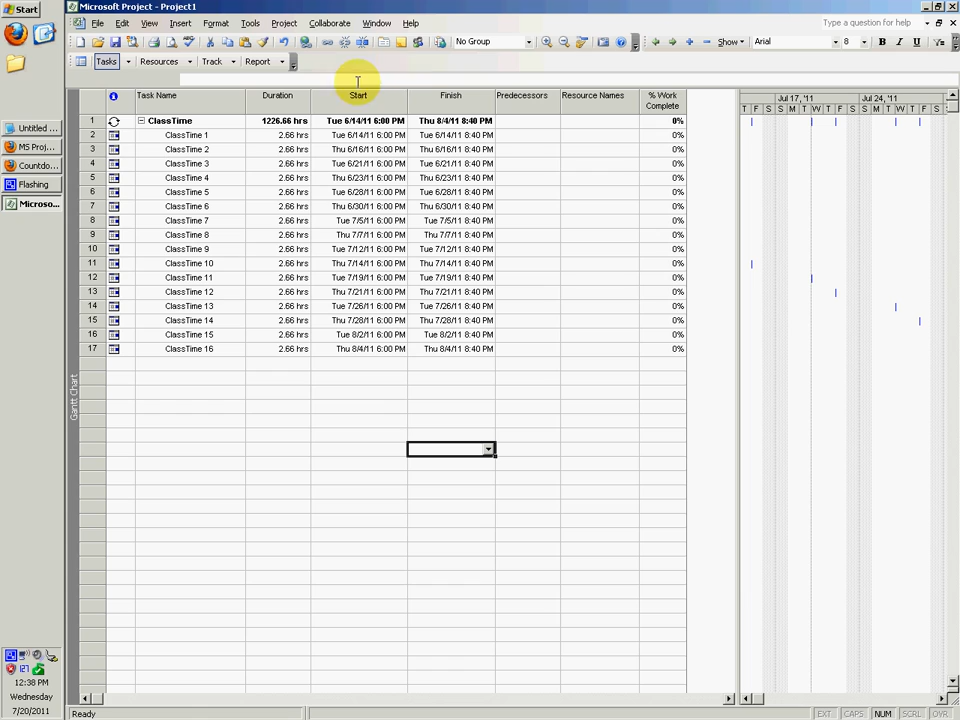 Start
Microsoft Project - Project1
File Edit View Insert Format Tools Project Collaborate Window Help
Type a question for help
No Group
Show
Arial
8
B I U
Tasks Resources Track Report
Task Name Duration Start Finish Predecessors Resource Names % Work Complete
Jul 17, '11 Jul 24, '11
T F S S M T W T F S S M T W T F S
1 ClassTime 1226.66 hrs Tue 6/14/11 6:00 PM Thu 8/4/11 8:40 PM 0%
2 ClassTime 1 2.66 hrs Tue 6/14/11 6:00 PM Tue 6/14/11 8:40 PM 0%
3 ClassTime 2 2.66 hrs Thu 6/16/11 6:00 PM Thu 6/16/11 8:40 PM 0%
4 ClassTime 3 2.66 hrs Tue 6/21/11 6:00 PM Tue 6/21/11 8:40 PM 0%
5 ClassTime 4 2.66 hrs Thu 6/23/11 6:00 PM Thu 6/23/11 8:40 PM 0%
6 ClassTime 5 2.66 hrs Tue 6/28/11 6:00 PM Tue 6/28/11 8:40 PM 0%
7 ClassTime 6 2.66 hrs Thu 6/30/11 6:00 PM Thu 6/30/11 8:40 PM 0%
8 ClassTime 7 2.66 hrs Tue 7/5/11 6:00 PM Tue 7/5/11 8:40 PM 0%
9 ClassTime 8 2.66 hrs Thu 7/7/11 6:00 PM Thu 7/7/11 8:40 PM 0%
10 ClassTime 9 2.66 hrs Tue 7/12/11 6:00 PM Tue 7/12/11 8:40 PM 0%
11 ClassTime 10 2.66 hrs Thu 7/14/11 6:00 PM Thu 7/14/11 8:40 PM 0%
12 ClassTime 11 2.66 hrs Tue 7/19/11 6:00 PM Tue 7/19/11 8:40 PM 0%
13 ClassTime 12 2.66 hrs Thu 7/21/11 6:00 PM Thu 7/21/11 8:40 PM 0%
14 ClassTime 13 2.66 hrs Tue 7/26/11 6:00 PM Tue 7/26/11 8:40 PM 0%
15 ClassTime 14 2.66 hrs Thu 7/28/11 6:00 PM Thu 7/28/11 8:40 PM 0%
16 ClassTime 15 2.66 hrs Tue 8/2/11 6:00 PM Tue 8/2/11 8:40 PM 0%
17 ClassTime 16 2.66 hrs Thu 8/4/11 6:00 PM Thu 8/4/11 8:40 PM 0%
Untitled ...
MS Proj...
Countdo...
Flashing
Microso...
Gantt Chart
12:38 PM
Wednesday
7/20/2011
Ready
EXT CAPS NUM SCRL OVR